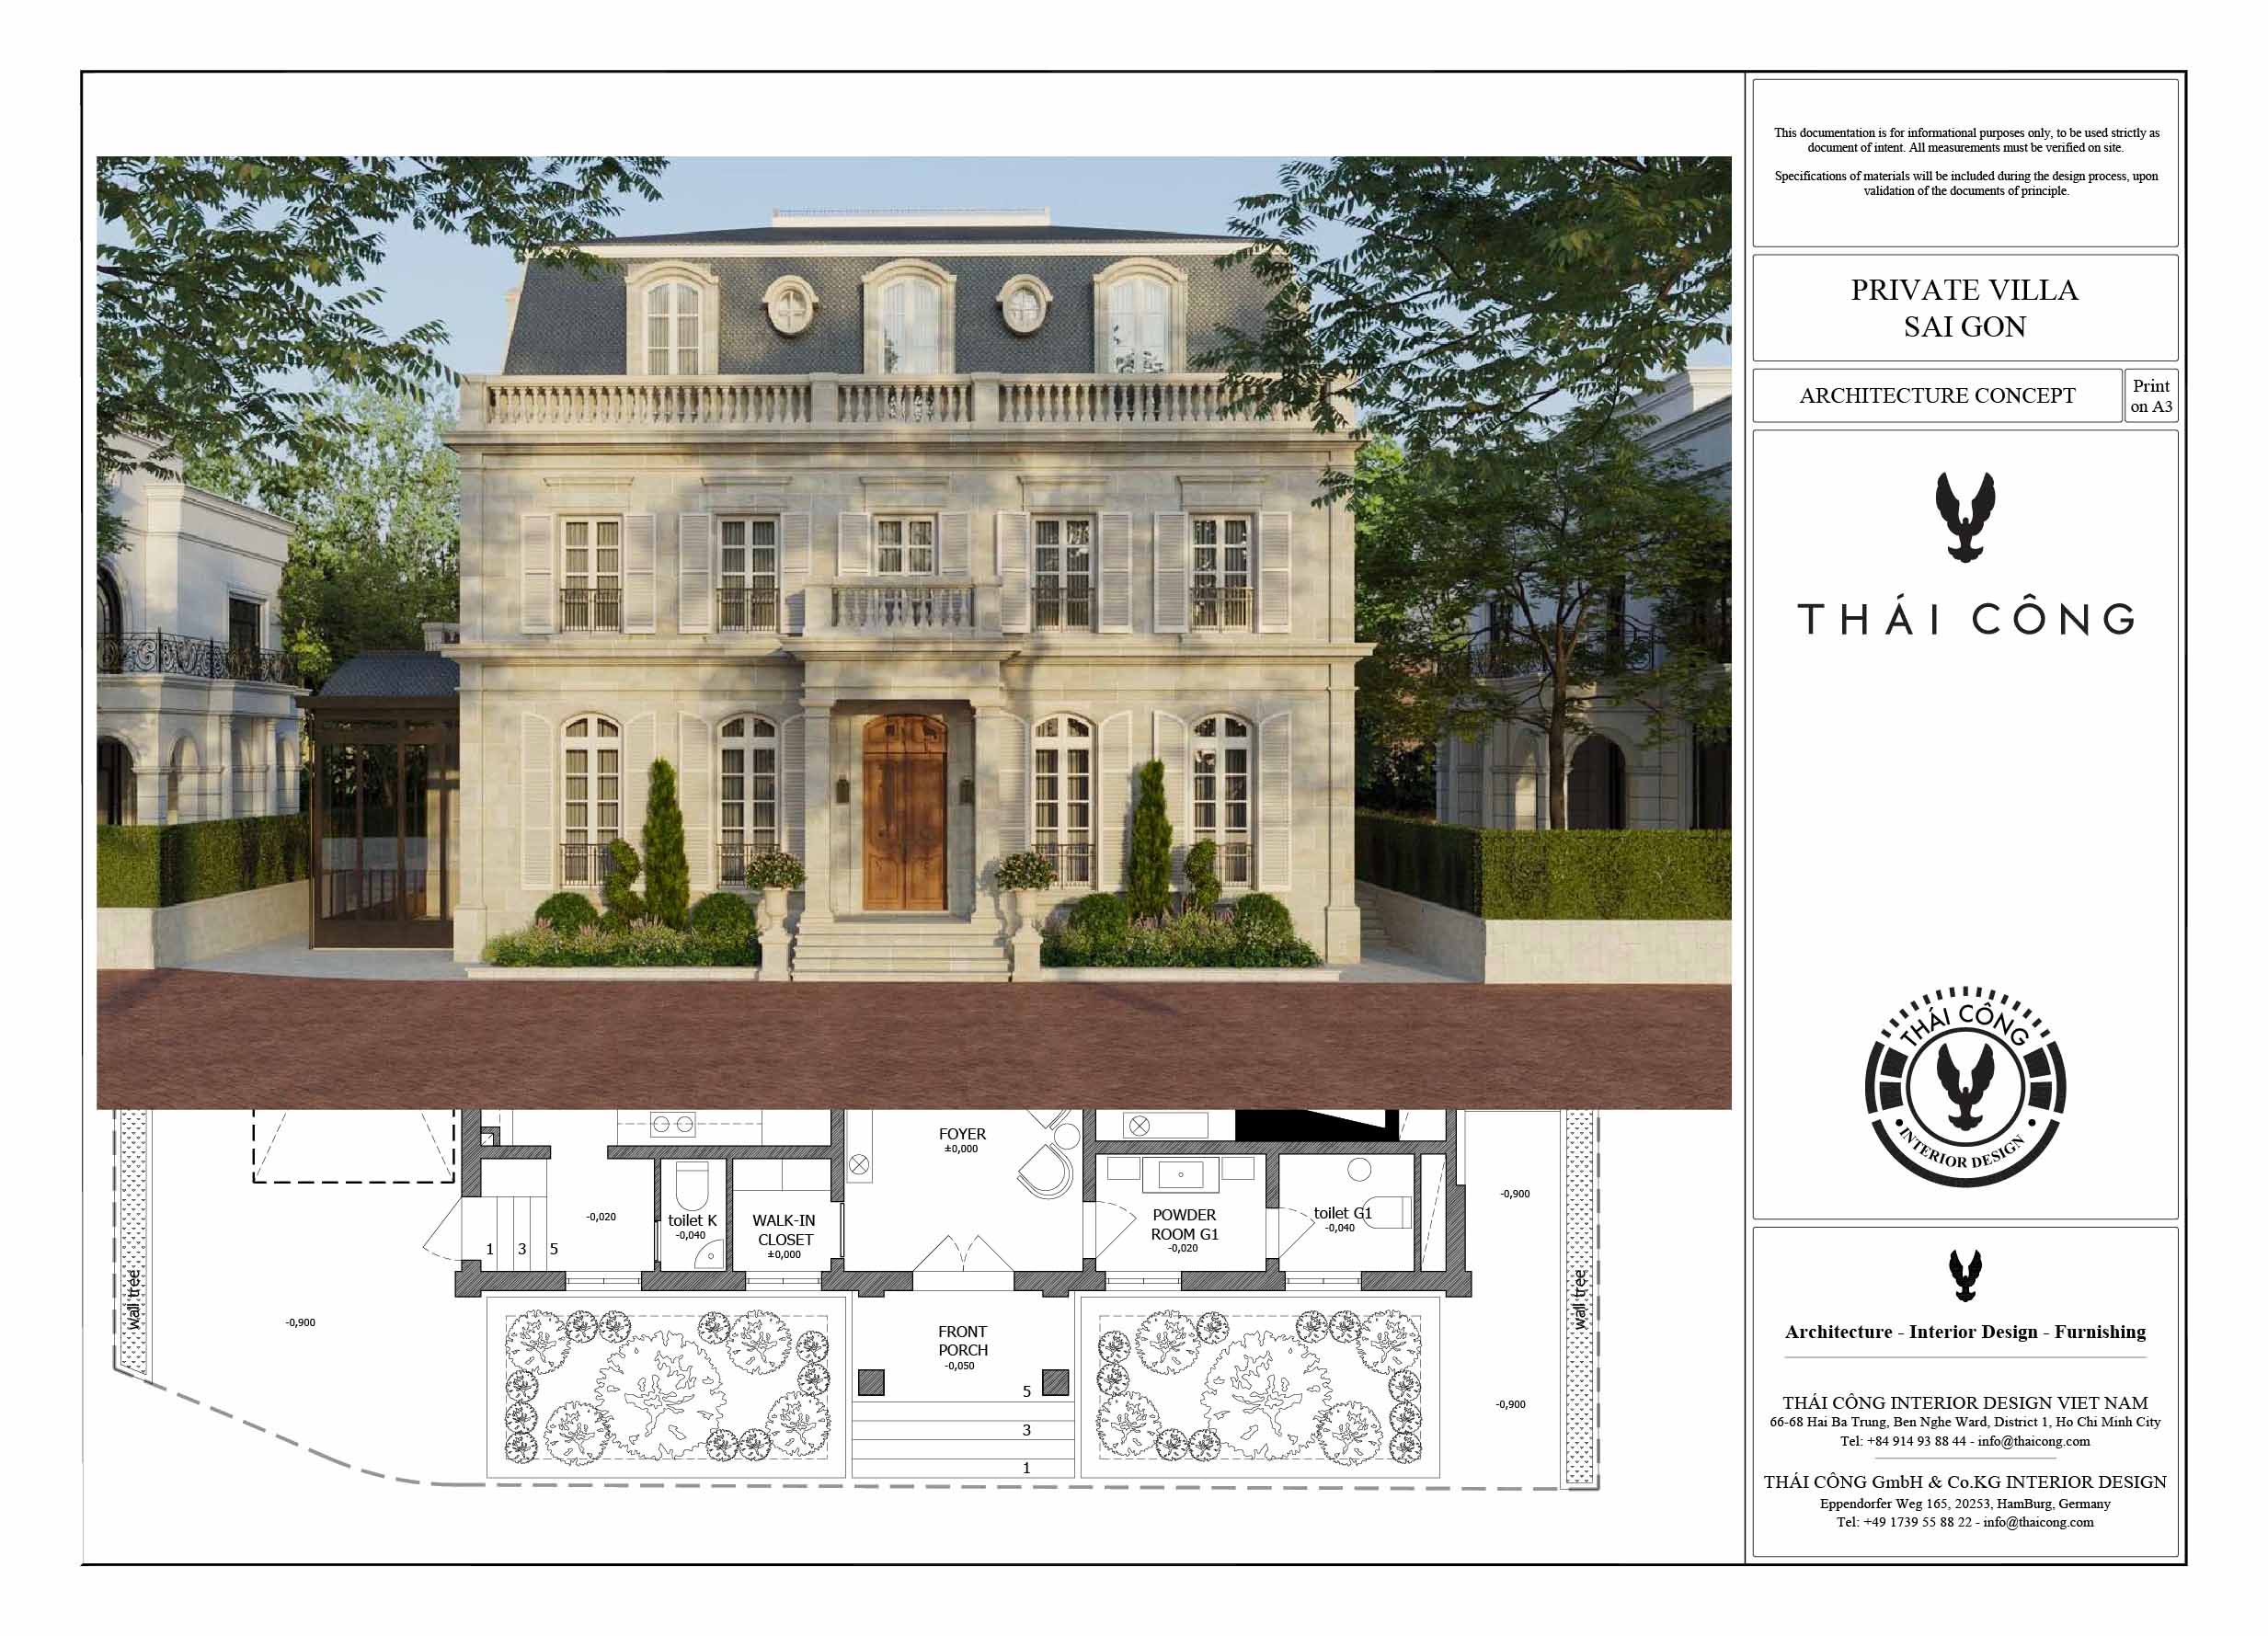 This documentation is for informational purposes only, to be used strictly as
document of intent. All measurements must be verified on site.
Specifications of materials will be included during the design process, upon
validation of the documents of principle.
PRIVATE VILLA
SAI GON
ARCHITECTURE CONCEPT
Print
on A3
THÁI CÔNG
THÁI CÔNG
INTERIOR DESIGN
Architecture - Interior Design - Furnishing
THÁI CÔNG INTERIOR DESIGN VIET NAM
66-68 Hai Ba Trung, Ben Nghe Ward, District 1, Ho Chi Minh City
Tel: +84 914 93 88 44 - info@thaicong.com
THÁI CÔNG GmbH & Co.KG INTERIOR DESIGN
Eppendorfer Weg 165, 20253, HamBurg, Germany
Tel: +49 1739 55 88 22 - info@thaicong.com
FOYER
±0,000
-0,020
toilet K
-0,040
WALK-IN
CLOSET
±0,000
POWDER
ROOM G1
-0,020
toilet G1
-0,040
-0,900
1 3 5
wall tree
-0,900
FRONT
PORCH
-0,050
5
3
1
wall tree
-0,900